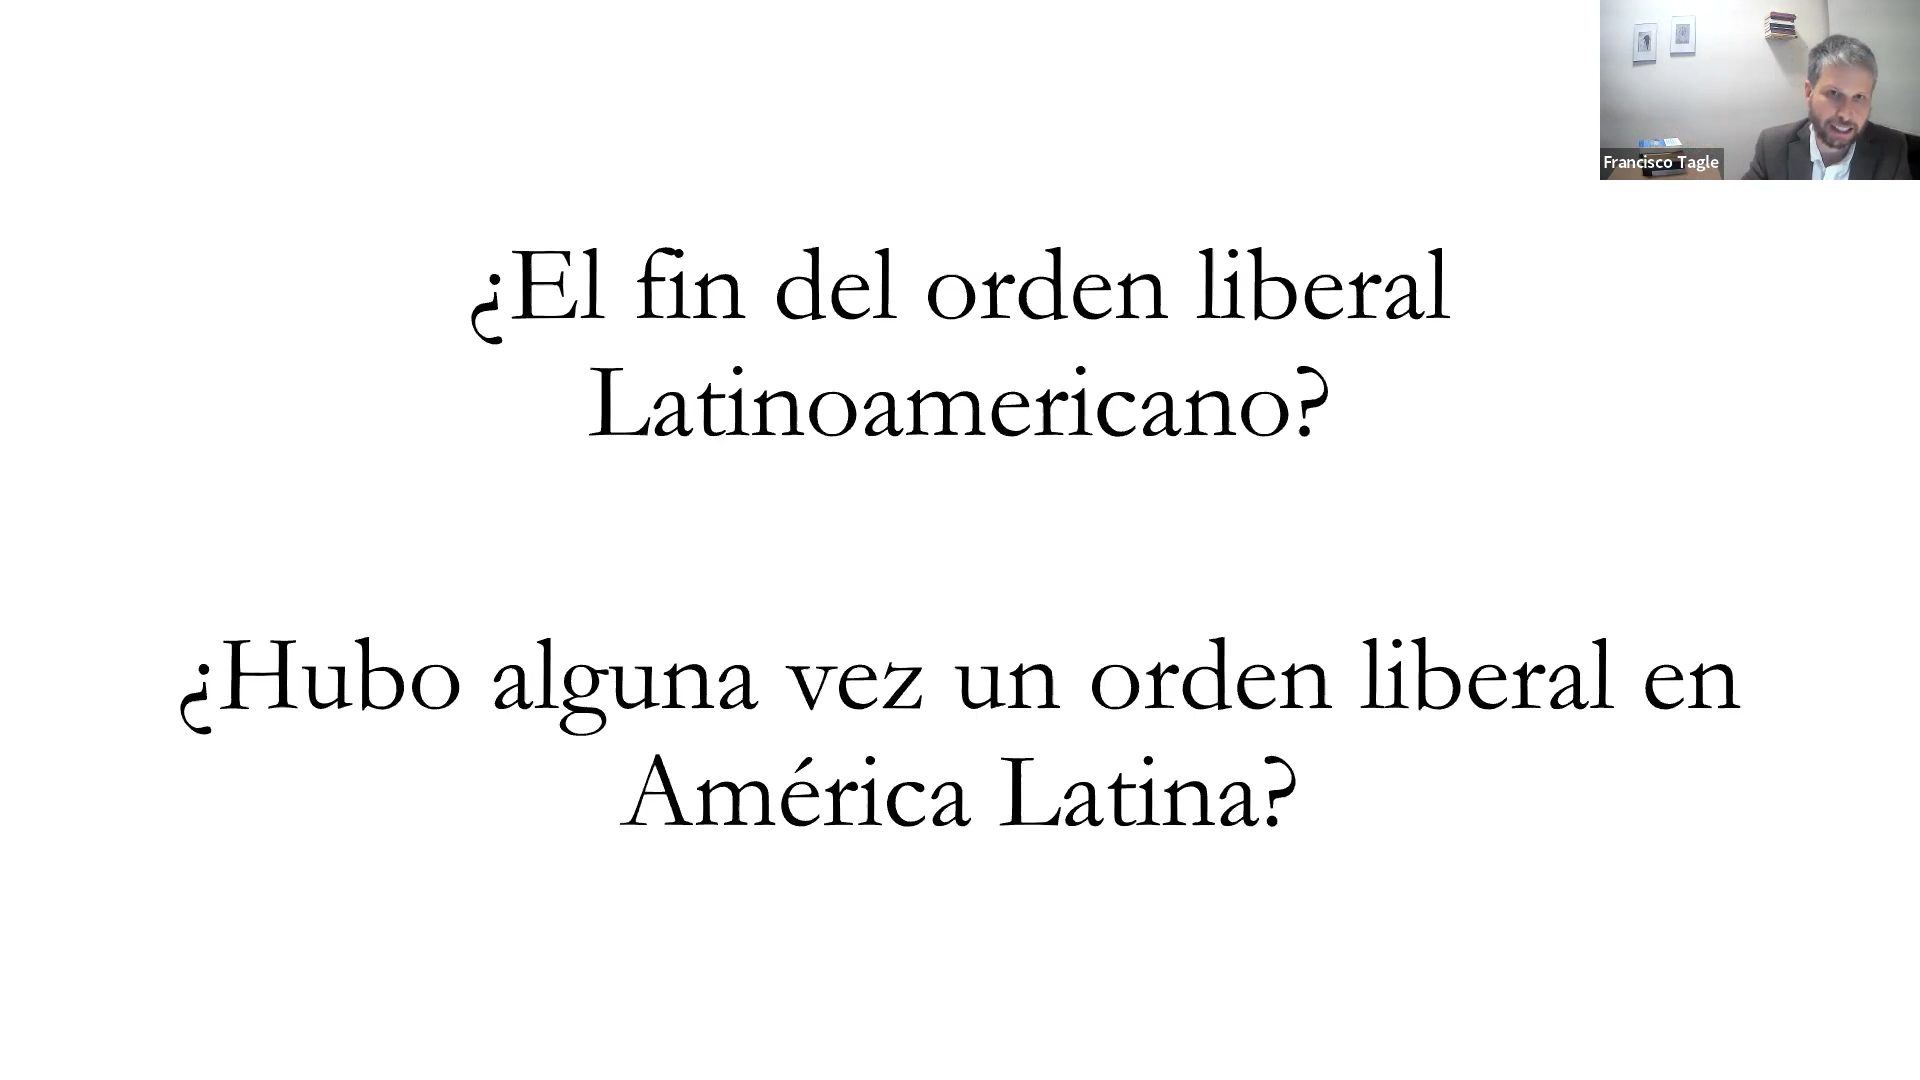 Francisco Tagle
¿El fin del orden liberal
Latinoamericano?
¿Hubo alguna vez un orden liberal en
América Latina?